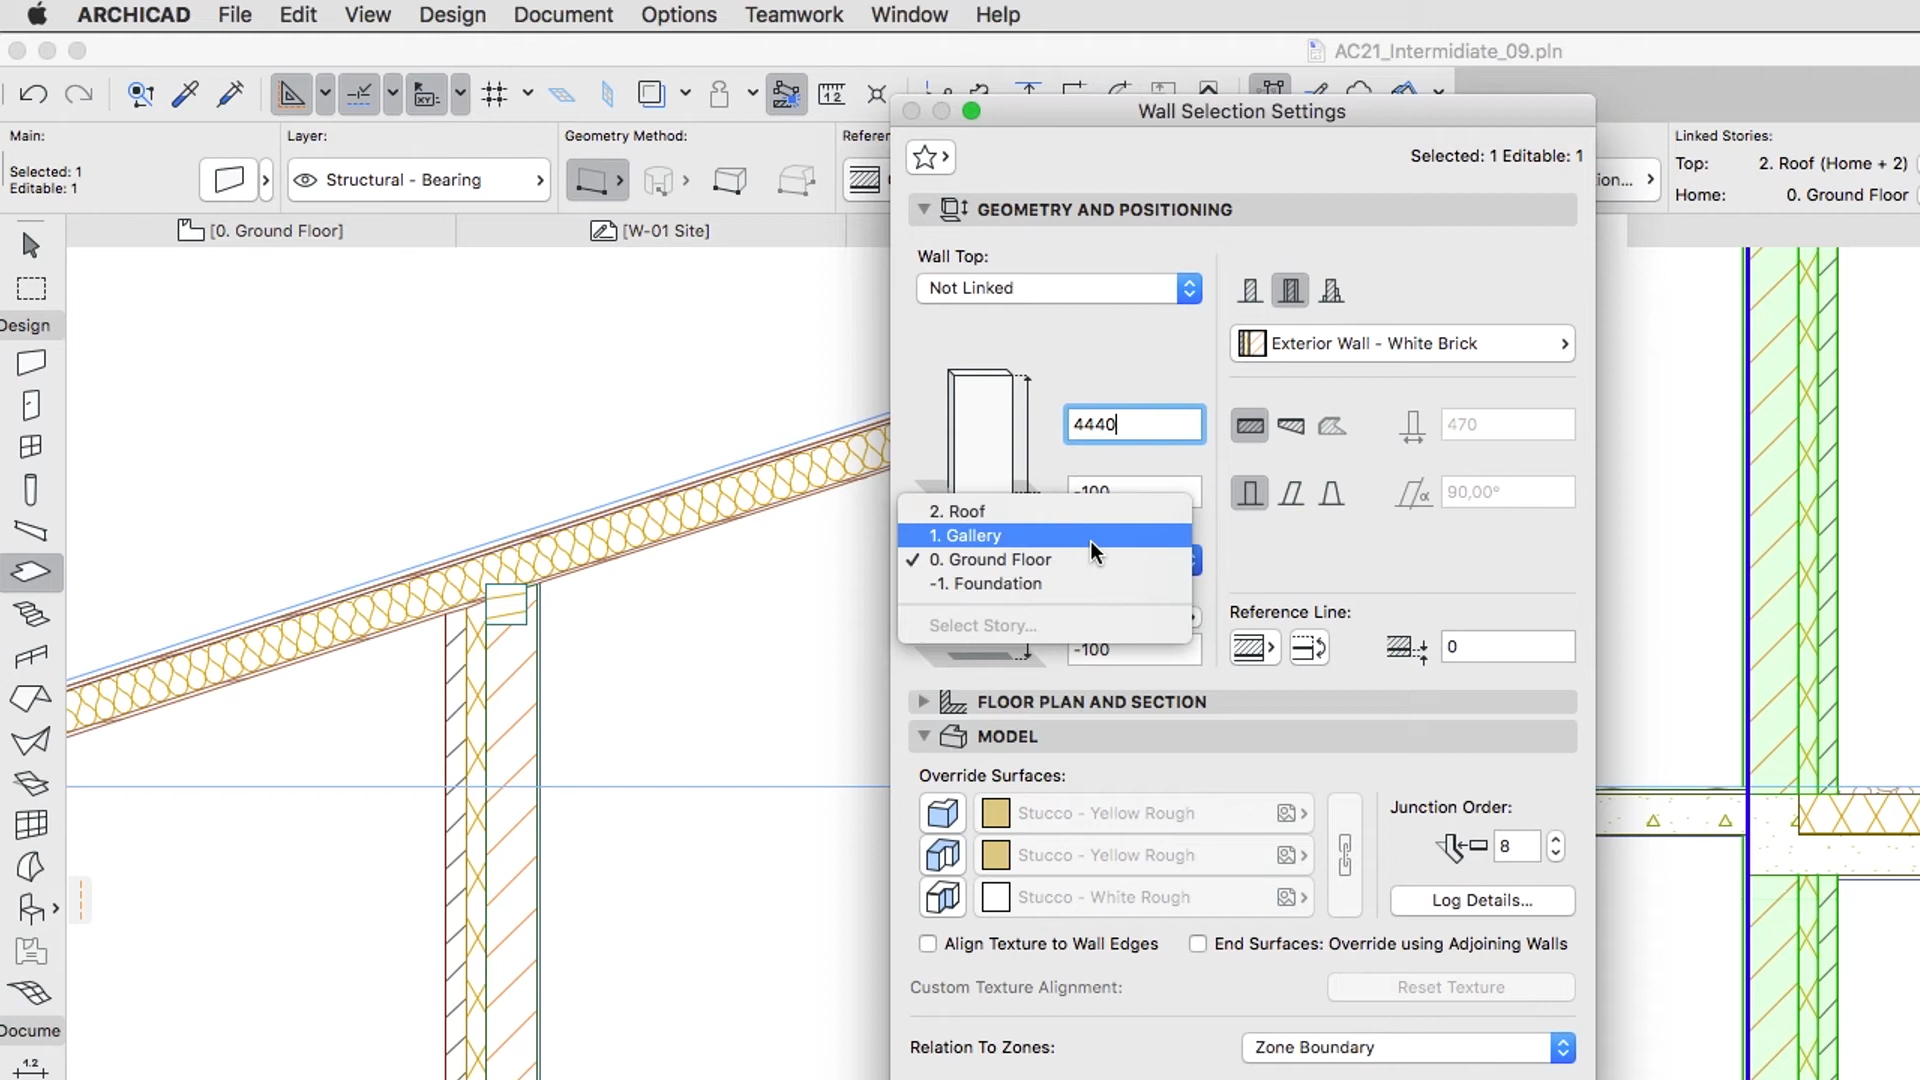 ARCHICAD File Edit View Design Document Options Teamwork Window Help
AC21_Intermidiate_09.pln
Main:
Selected: 1
Editable: 1
Layer:
Structural - Bearing
Geometry Method:
Linked Stories:
Top: 2. Roof (Home + 2)
Home: 0. Ground Floor
[0. Ground Floor]
[W-01 Site]
Design
Docume
1.2
Wall Selection Settings
Selected: 1 Editable: 1
GEOMETRY AND POSITIONING
Wall Top:
Not Linked
Exterior Wall - White Brick
4440
470
-100
90,00°
2. Roof
1. Gallery
0. Ground Floor
-1. Foundation
Select Story...
Reference Line:
-100
0
FLOOR PLAN AND SECTION
MODEL
Override Surfaces:
Stucco - Yellow Rough
Stucco - Yellow Rough
Stucco - White Rough
Junction Order:
8
Log Details...
Align Texture to Wall Edges
End Surfaces: Override using Adjoining Walls
Custom Texture Alignment:
Reset Texture
Relation To Zones:
Zone Boundary